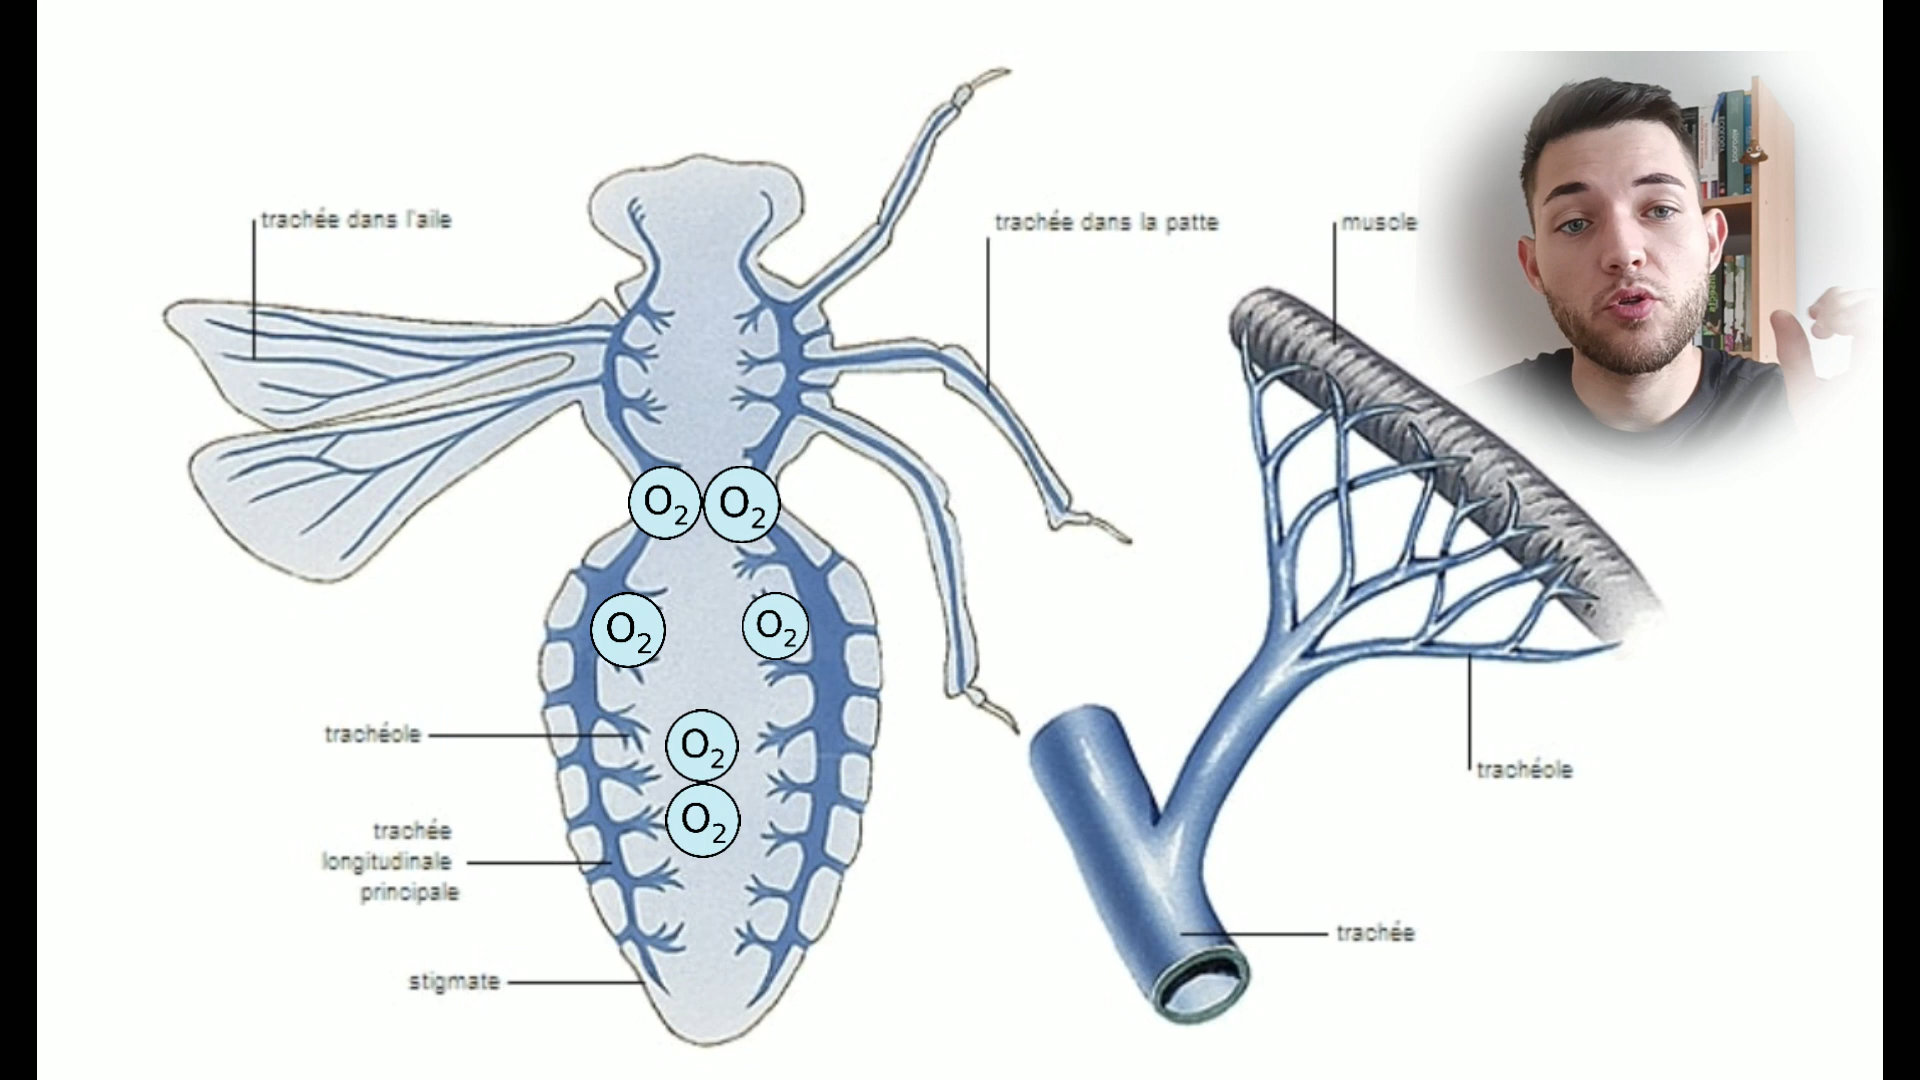 trachée dans l'aile
trachée dans la patte
muscle
O2 O2
O2 O2
trachéole
O2
O2
trachéole
trachée
longitudinale
principale
trachée
stigmate